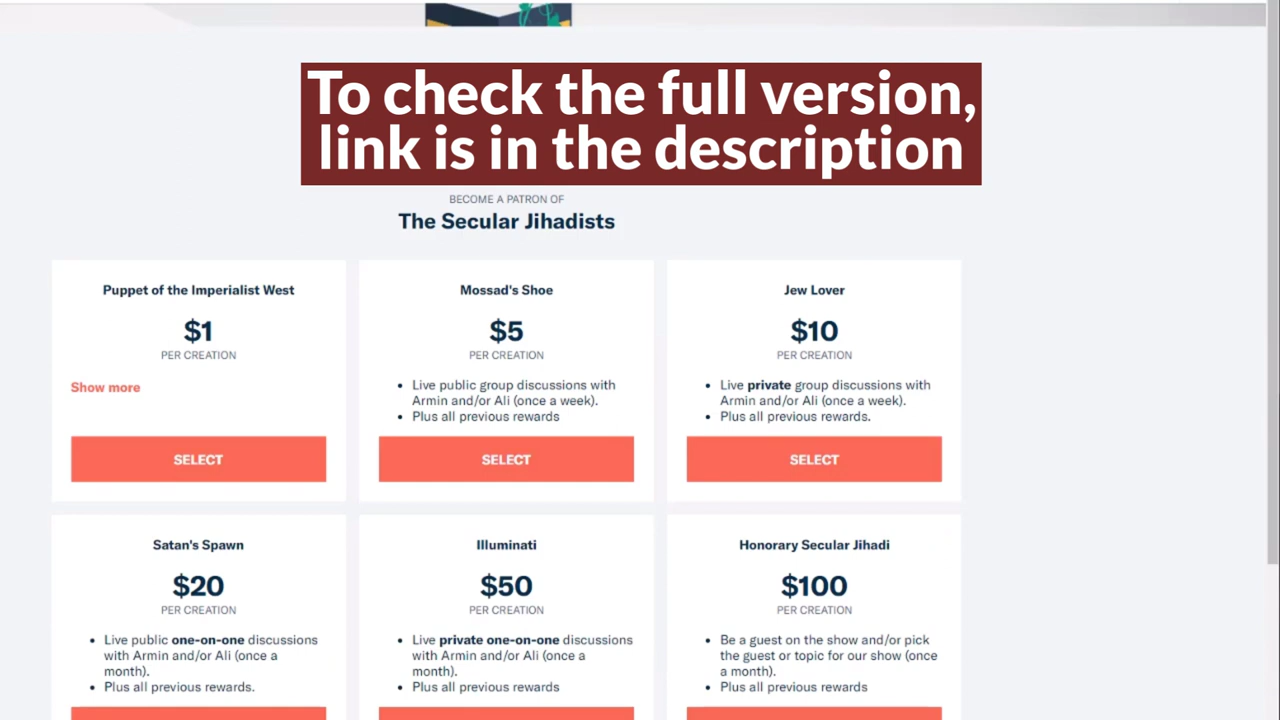 To check the full version,
link is in the description
BECOME A PATRON OF
The Secular Jihadists
Puppet of the Imperialist West
$1
PER CREATION
Show more
SELECT
Mossad's Shoe
$5
PER CREATION
• Live public group discussions with
Armin and/or Ali (once a week).
• Plus all previous rewards
SELECT
Jew Lover
$10
PER CREATION
• Live private group discussions with
Armin and/or Ali (once a week).
• Plus all previous rewards.
SELECT
Satan's Spawn
$20
PER CREATION
• Live public one-on-one discussions
with Armin and/or Ali (once a
month).
• Plus all previous rewards.
Illuminati
$50
PER CREATION
• Live private one-on-one discussions
with Armin and/or Ali (once a
month).
• Plus all previous rewards
Honorary Secular Jihadi
$100
PER CREATION
• Be a guest on the show and/or pick
the guest or topic for our show (once
a month).
• Plus all previous rewards